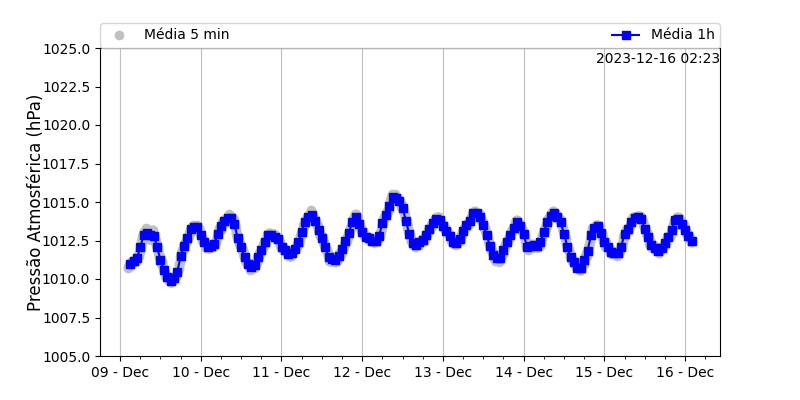 Média 5 min
Média 1h
2023-12-16 02:23
Pressão Atmosférica (hPa)
1025.0
1022.5
1020.0
1017.5
1015.0
1012.5
1010.0
1007.5
1005.0
09 - Dec
10 - Dec
11 - Dec
12 - Dec
13 - Dec
14 - Dec
15 - Dec
16 - Dec